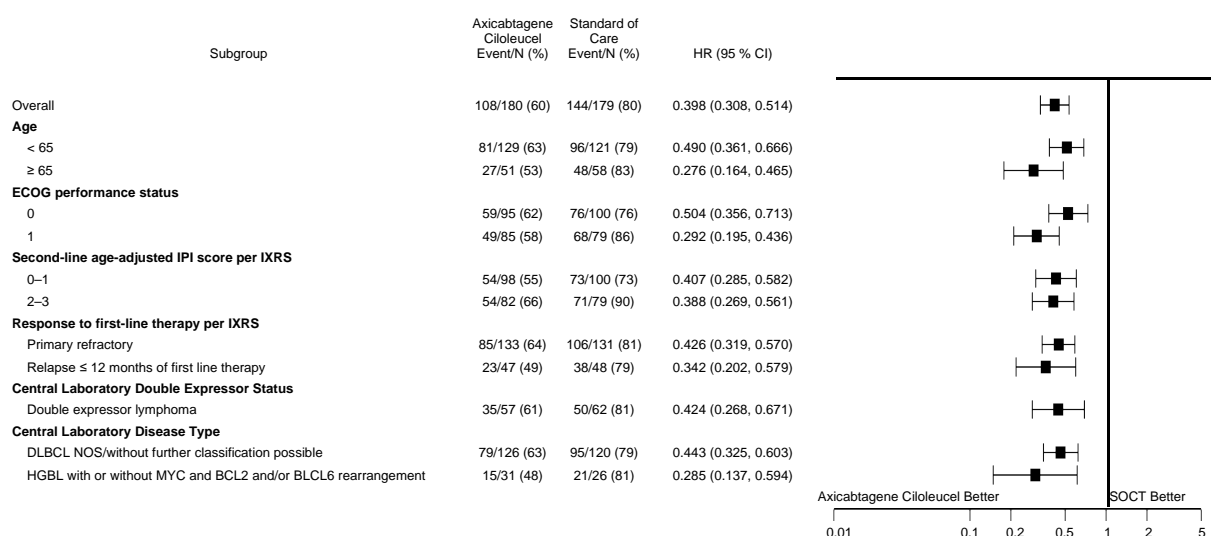 Subgroup
Axicabtagene
Ciloleucel
Event/N (%)
Standard of
Care
Event/N (%)
HR (95 % CI)
Overall 108/180 (60) 144/179 (80) 0.398 (0.308, 0.514)
Age
< 65 81/129 (63) 96/121 (79) 0.490 (0.361, 0.666)
≥ 65 27/51 (53) 48/58 (83) 0.276 (0.164, 0.465)
ECOG performance status
0 59/95 (62) 76/100 (76) 0.504 (0.356, 0.713)
1 49/85 (58) 68/79 (86) 0.292 (0.195, 0.436)
Second-line age-adjusted IPI score per IXRS
0–1 54/98 (55) 73/100 (73) 0.407 (0.285, 0.582)
2–3 54/82 (66) 71/79 (90) 0.388 (0.269, 0.561)
Response to first-line therapy per IXRS
Primary refractory 85/133 (64) 106/131 (81) 0.426 (0.319, 0.570)
Relapse ≤ 12 months of first line therapy 23/47 (49) 38/48 (79) 0.342 (0.202, 0.579)
Central Laboratory Double Expressor Status
Double expressor lymphoma 35/57 (61) 50/62 (81) 0.424 (0.268, 0.671)
Central Laboratory Disease Type
DLBCL NOS/without further classification possible 79/126 (63) 95/120 (79) 0.443 (0.325, 0.603)
HGBL with or without MYC and BCL2 and/or BLCL6 rearrangement 15/31 (48) 21/26 (81) 0.285 (0.137, 0.594)
Axicabtagene Ciloleucel Better SOCT Better
0.01 0.1 0.2 0.5 1 2 5